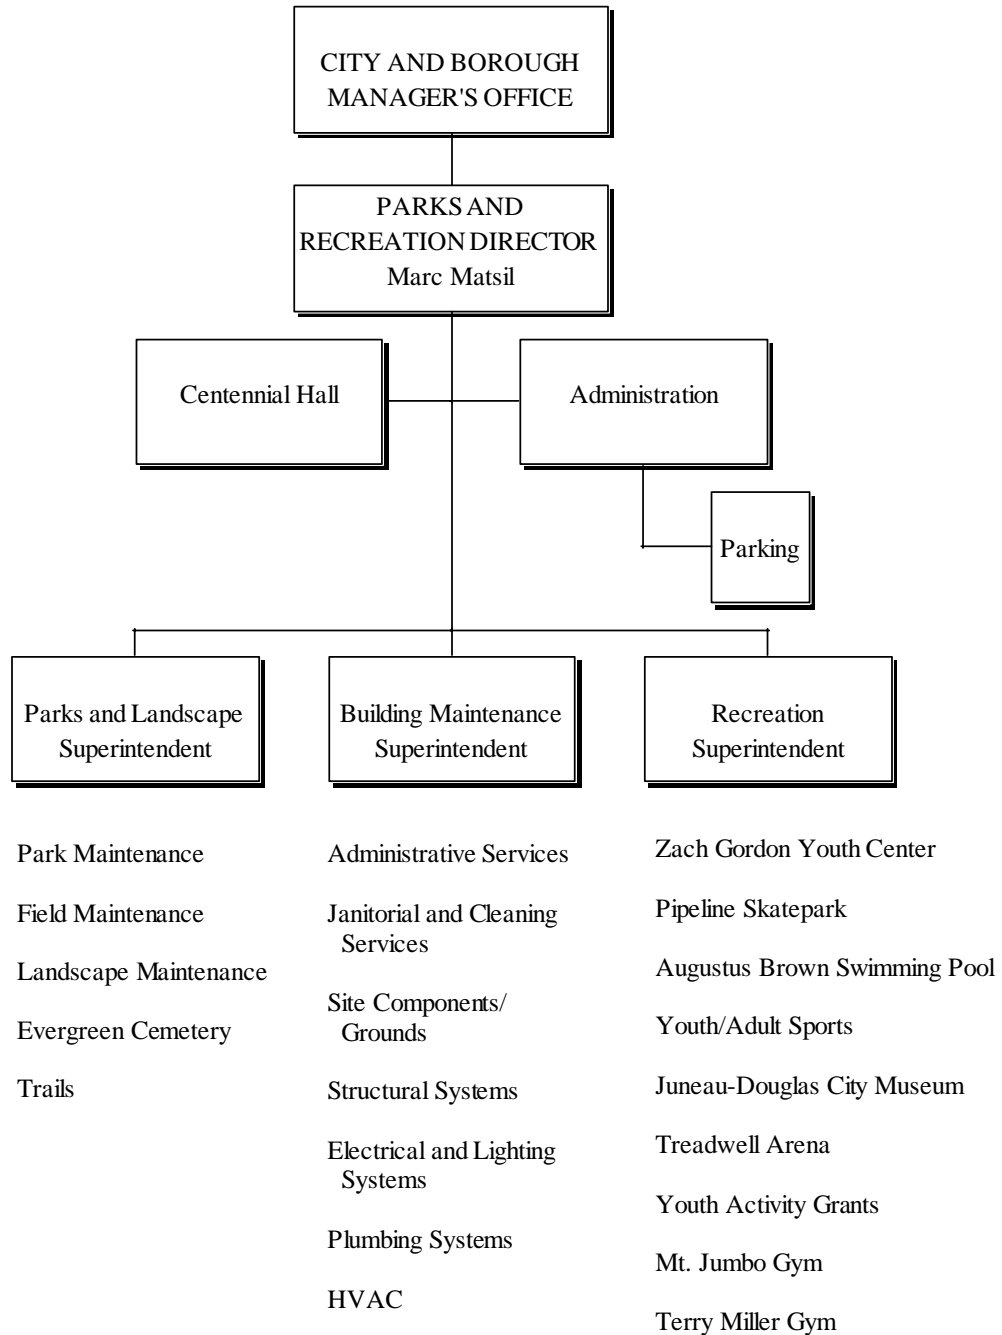 CITY AND BOROUGH
MANAGER'S OFFICE
PARKS AND
RECREATION DIRECTOR
Marc Matsil
Centennial Hall
Administration
Parking
Parks and Landscape
Superintendent
Building Maintenance
Superintendent
Recreation
Superintendent
Park Maintenance
Field Maintenance
Landscape Maintenance
Evergreen Cemetery
Trails
Administrative Services
Janitorial and Cleaning
Services
Site Components/
Grounds
Structural Systems
Electrical and Lighting
Systems
Plumbing Systems
HVAC
Zach Gordon Youth Center
Pipeline Skatepark
Augustus Brown Swimming Pool
Youth/Adult Sports
Juneau-Douglas City Museum
Treadwell Arena
Youth Activity Grants
Mt. Jumbo Gym
Terry Miller Gym